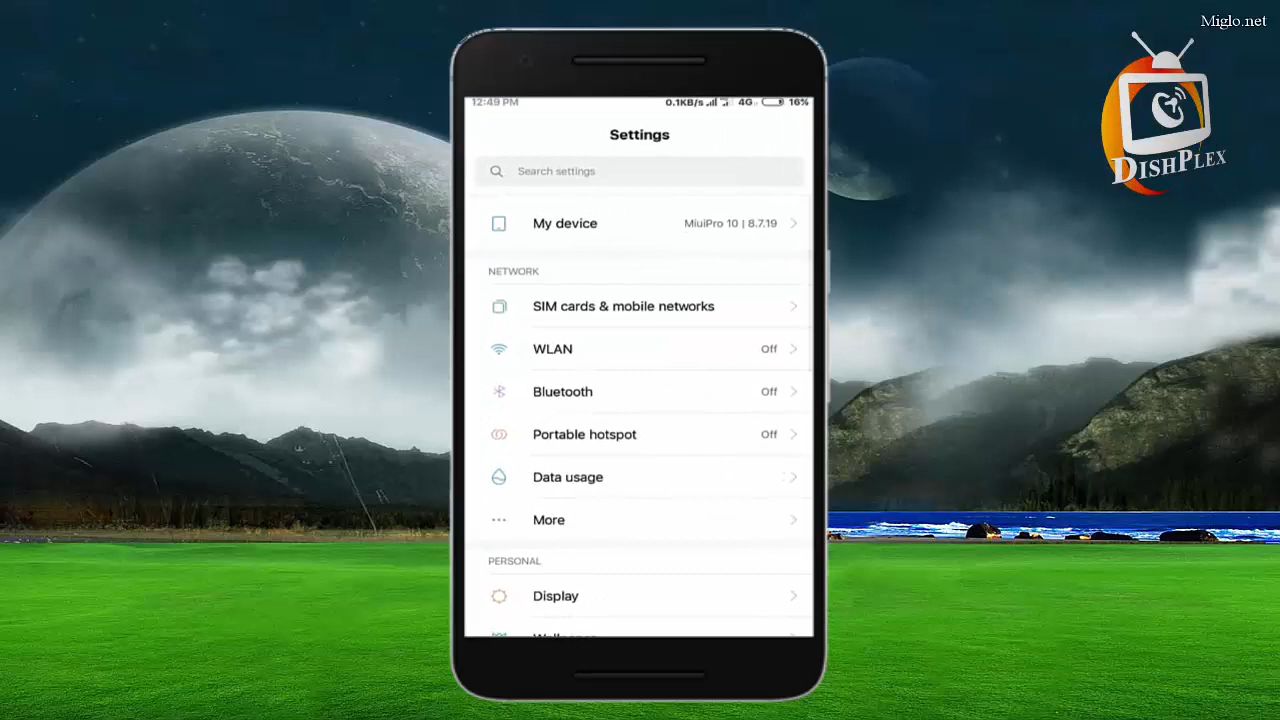 Miglo.net
DISHPLEX
12:49 PM 0.1KB/s 4G 16%
Settings
Search settings
My device MiuiPro 10 | 8.7.19
NETWORK
SIM cards & mobile networks
WLAN Off
Bluetooth Off
Portable hotspot Off
Data usage
More
PERSONAL
Display